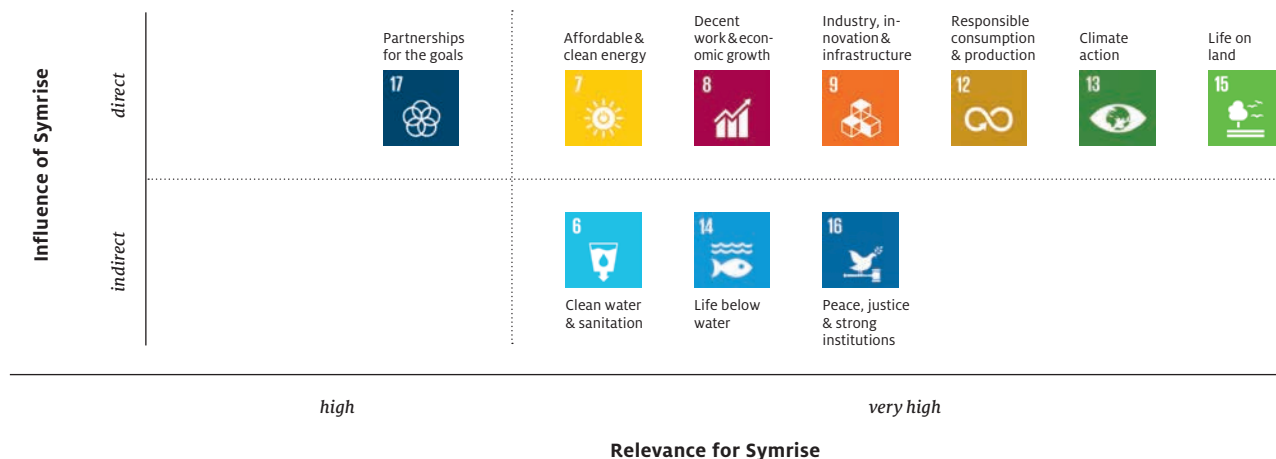 Partnerships
for the goals
Affordable &
clean energy
Decent
work & econ-
omic growth
Industry, in-
novation &
infrastructure
Responsible
consumption
& production
Climate
action
Life on
land
17
7
8
9
12
13
15
Influence of Symrise
direct
indirect
6
14
16
Clean water
& sanitation
Life below
water
Peace, justice
& strong
institutions
high
very high
Relevance for Symrise